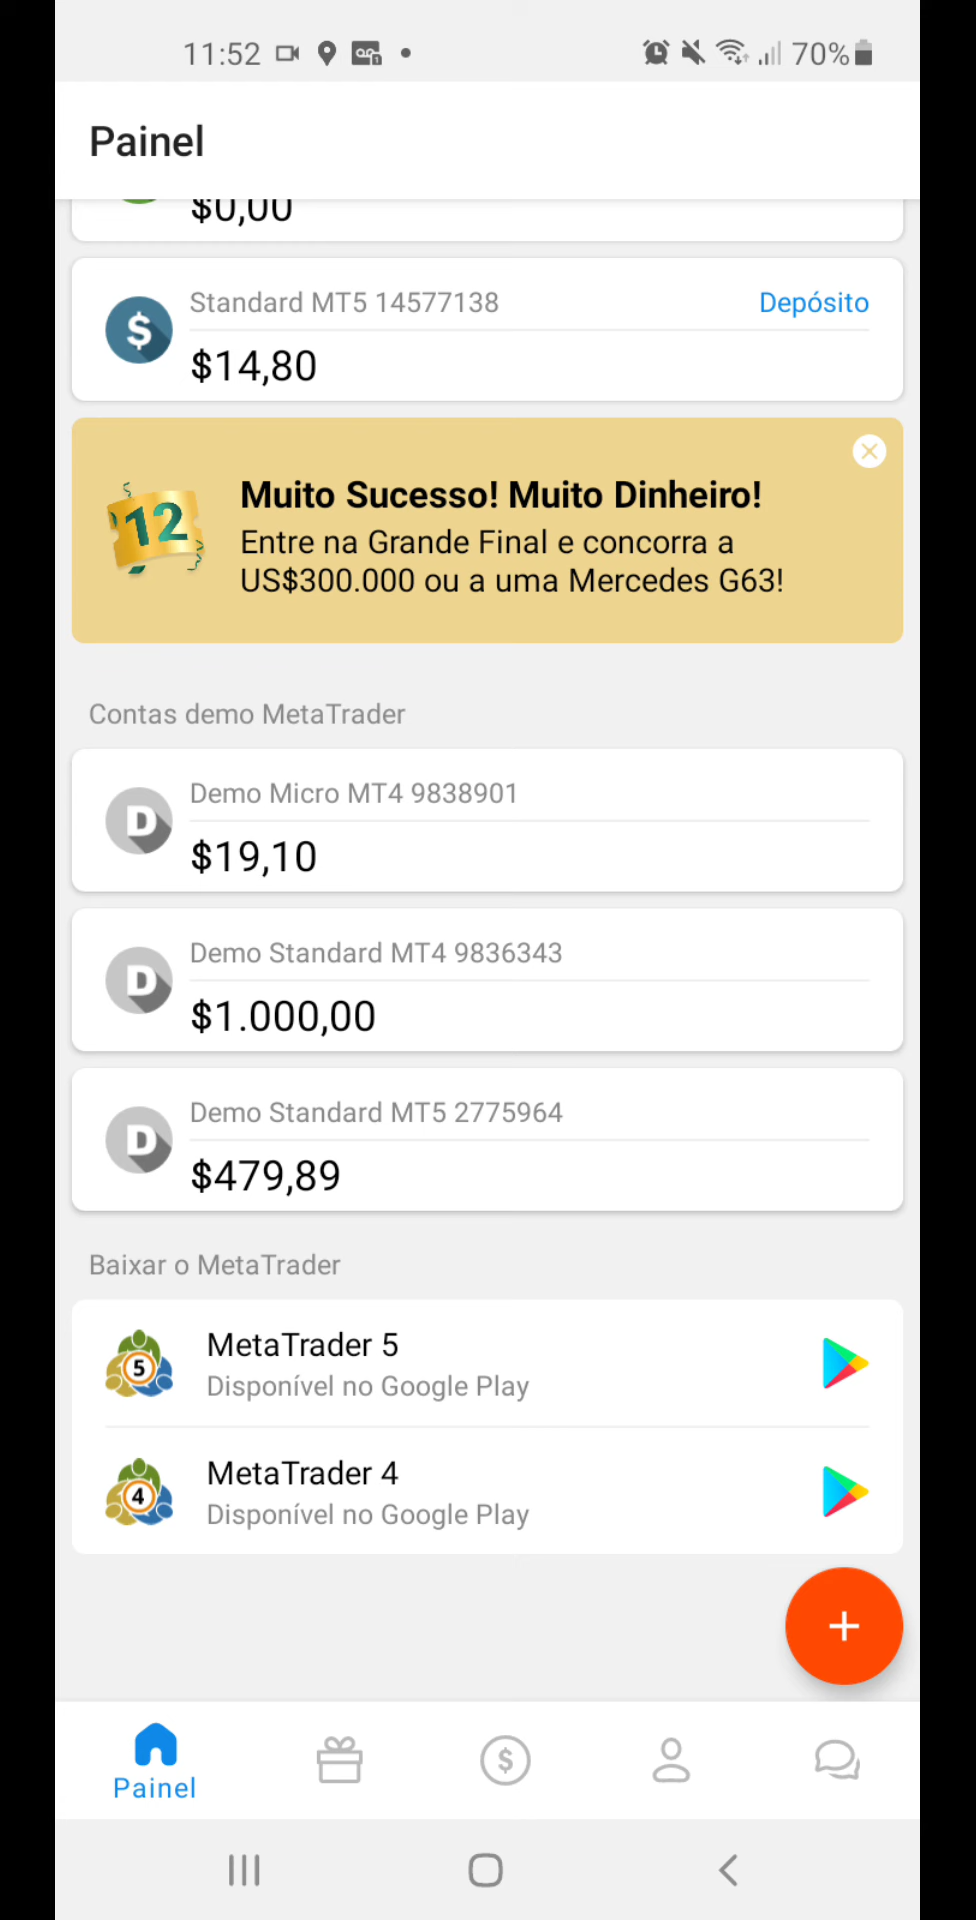 11:52
70%
Painel
$0,00
Standard MT5 14577138
Depósito
$14,80
12
Muito Sucesso! Muito Dinheiro!
Entre na Grande Final e concorra a
US$300.000 ou a uma Mercedes G63!
Contas demo MetaTrader
D
Demo Micro MT4 9838901
$19,10
D
Demo Standard MT4 9836343
$1.000,00
D
Demo Standard MT5 2775964
$479,89
Baixar o MetaTrader
5
MetaTrader 5
Disponível no Google Play
4
MetaTrader 4
Disponível no Google Play
Painel